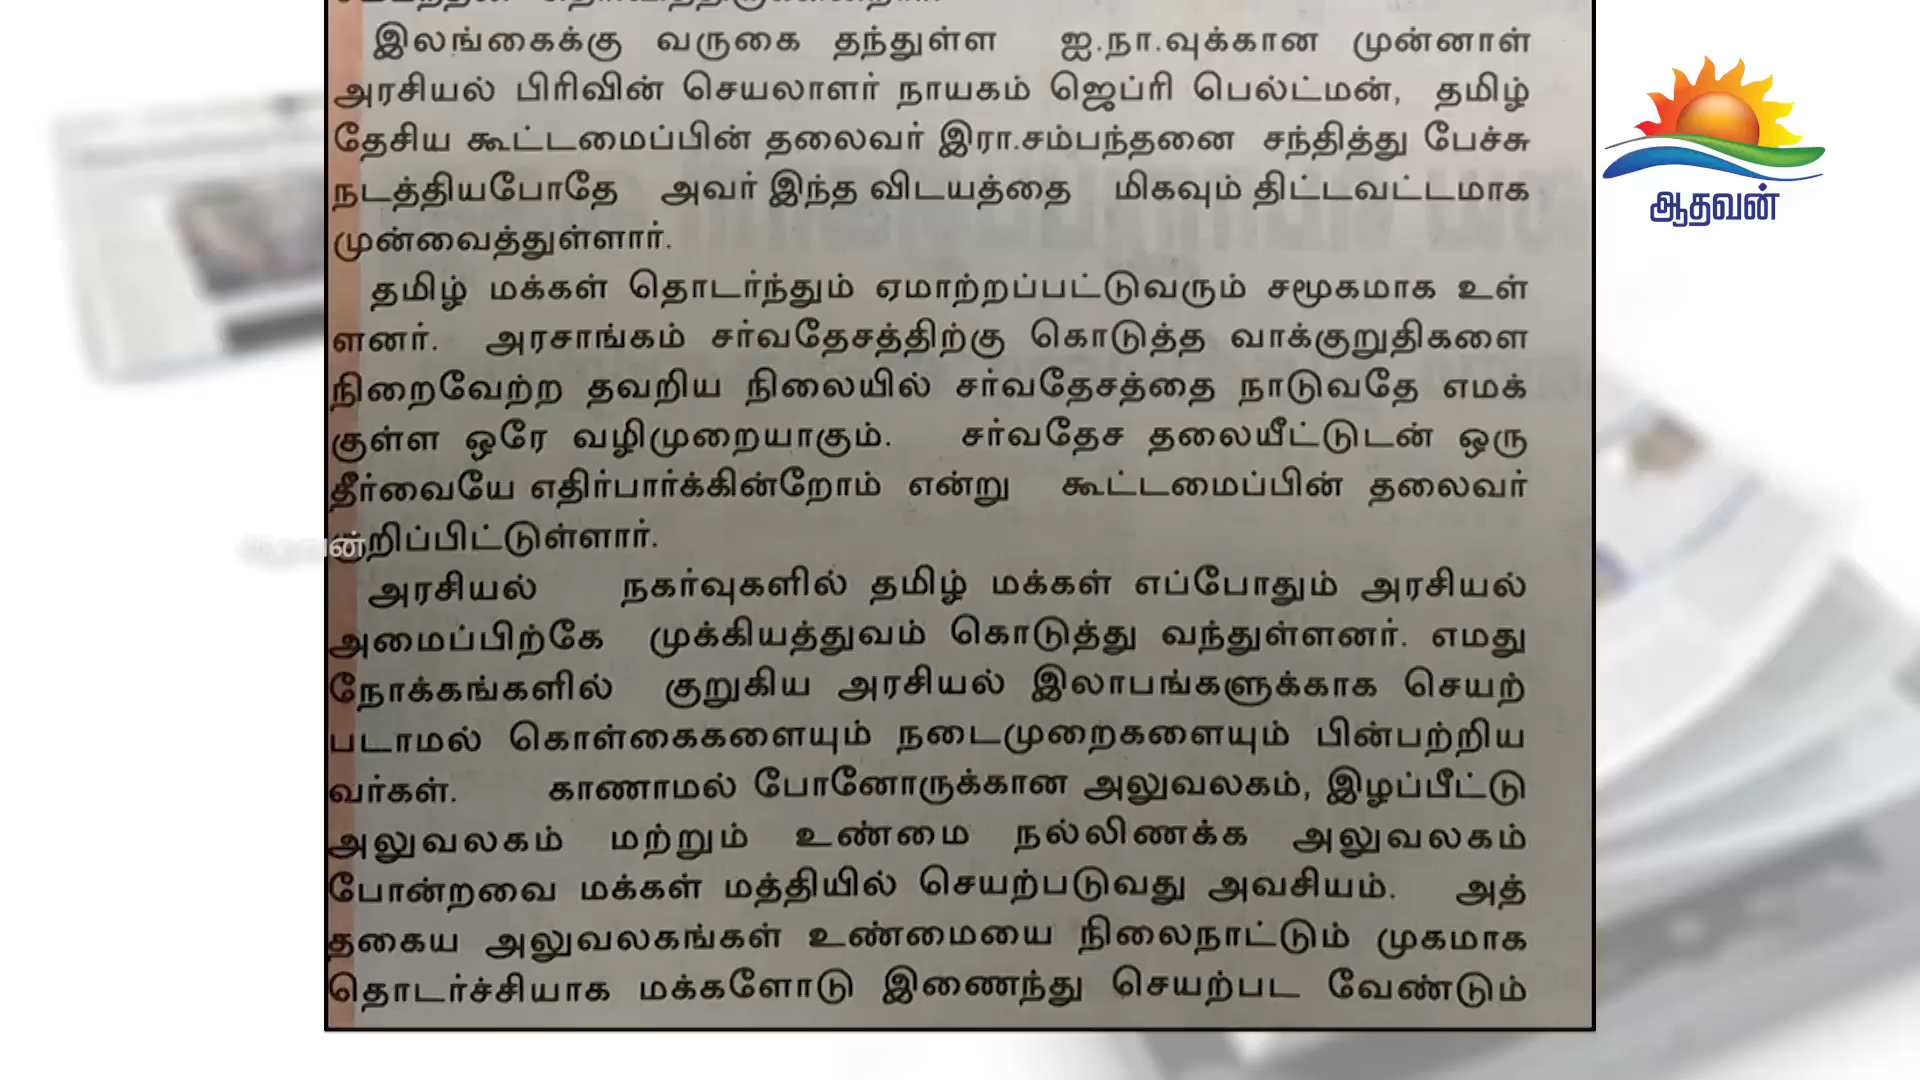 இலங்கைக்கு வருகை தந்துள்ள ஐ.நா.வுக்கான முன்னாள்
அரசியல் பிரிவின் செயலாளர் நாயகம் ஜெப்ரி பெல்ட்மன், தமிழ்
தேசிய கூட்டமைப்பின் தலைவர் இரா.சம்பந்தனை சந்தித்து பேச்சு
நடத்தியபோதே அவர் இந்த விடயத்தை மிகவும் திட்டவட்டமாக
முன்வைத்துள்ளார்.
தமிழ் மக்கள் தொடர்ந்தும் ஏமாற்றப்பட்டுவரும் சமூகமாக உள்
ளனர். அரசாங்கம் சர்வதேசத்திற்கு கொடுத்த வாக்குறுதிகளை
நிறைவேற்ற தவறிய நிலையில் சர்வதேசத்தை நாடுவதே எமக்
குள்ள ஒரே வழிமுறையாகும். சர்வதேச தலையீட்டுடன் ஒரு
தீர்வையே எதிர்பார்க்கின்றோம் என்று கூட்டமைப்பின் தலைவர்
குறிப்பிட்டுள்ளார்.
அரசியல் நகர்வுகளில் தமிழ் மக்கள் எப்போதும் அரசியல்
அமைப்பிற்கே முக்கியத்துவம் கொடுத்து வந்துள்ளனர். எமது
நோக்கங்களில் குறுகிய அரசியல் இலாபங்களுக்காக செயற்
படாமல் கொள்கைகளையும் நடைமுறைகளையும் பின்பற்றிய
வர்கள். காணாமல் போனோருக்கான அலுவலகம், இழப்பீட்டு
அலுவலகம் மற்றும் உண்மை நல்லிணக்க அலுவலகம்
போன்றவை மக்கள் மத்தியில் செயற்படுவது அவசியம். அத்
தகைய அலுவலகங்கள் உண்மையை நிலைநாட்டும் முகமாக
தொடர்ச்சியாக மக்களோடு இணைந்து செயற்பட வேண்டும்
ஆதவன்
ஆதவன்